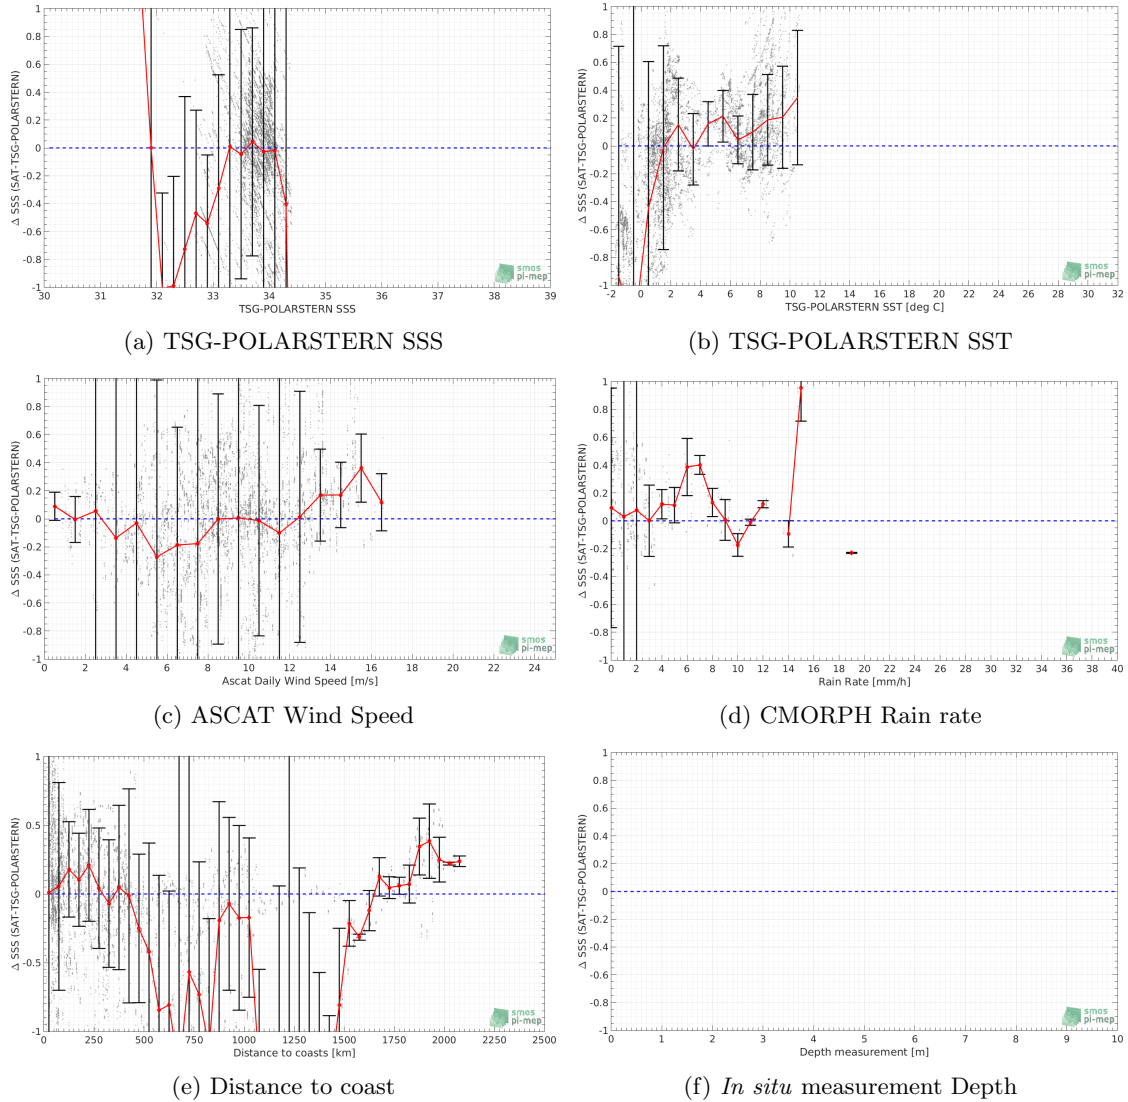 1
0.8
0.6
0.4
0.2
0
-0.2
-0.4
-0.6
-0.8
-1
Δ SSS (SAT-TSG-POLARSTERN)
30 31 32 33 34 35 36 37 38 39
TSG-POLARSTERN SSS
smos
pi-mep
(a) TSG-POLARSTERN SSS
1
0.8
0.6
0.4
0.2
0
-0.2
-0.4
-0.6
-0.8
-1
Δ SSS (SAT-TSG-POLARSTERN)
-2 0 2 4 6 8 10 12 14 16 18 20 22 24 26 28 30 32
TSG-POLARSTERN SST [deg C]
smos
pi-mep
(b) TSG-POLARSTERN SST
1
0.8
0.6
0.4
0.2
0
-0.2
-0.4
-0.6
-0.8
-1
Δ SSS (SAT-TSG-POLARSTERN)
0 2 4 6 8 10 12 14 16 18 20 22 24
Ascat Daily Wind Speed [m/s]
smos
pi-mep
(c) ASCAT Wind Speed
1
0.8
0.6
0.4
0.2
0
-0.2
-0.4
-0.6
-0.8
-1
Δ SSS (SAT-TSG-POLARSTERN)
0 2 4 6 8 10 12 14 16 18 20 22 24 26 28 30 32 34 36 38 40
Rain Rate [mm/h]
smos
pi-mep
(d) CMORPH Rain rate
1
0.5
0
-0.5
-1
Δ SSS (SAT-TSG-POLARSTERN)
0 250 500 750 1000 1250 1500 1750 2000 2250 2500
Distance to coasts [km]
smos
pi-mep
(e) Distance to coast
1
0.8
0.6
0.4
0.2
0
-0.2
-0.4
-0.6
-0.8
-1
Δ SSS (SAT-TSG-POLARSTERN)
0 1 2 3 4 5 6 7 8 9 10
Depth measurement [m]
smos
pi-mep
(f) In situ measurement Depth